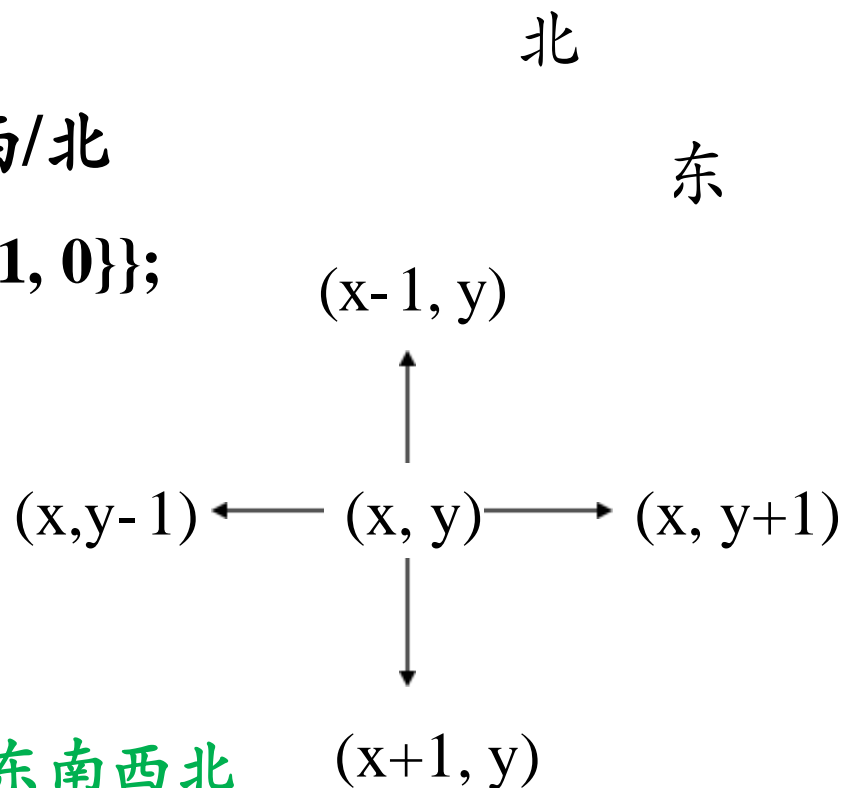 北
/北
东
1, 0}};
(x-1, y)
(x,y-1) (x, y) (x, y+1)
东南西北
(x+1, y)